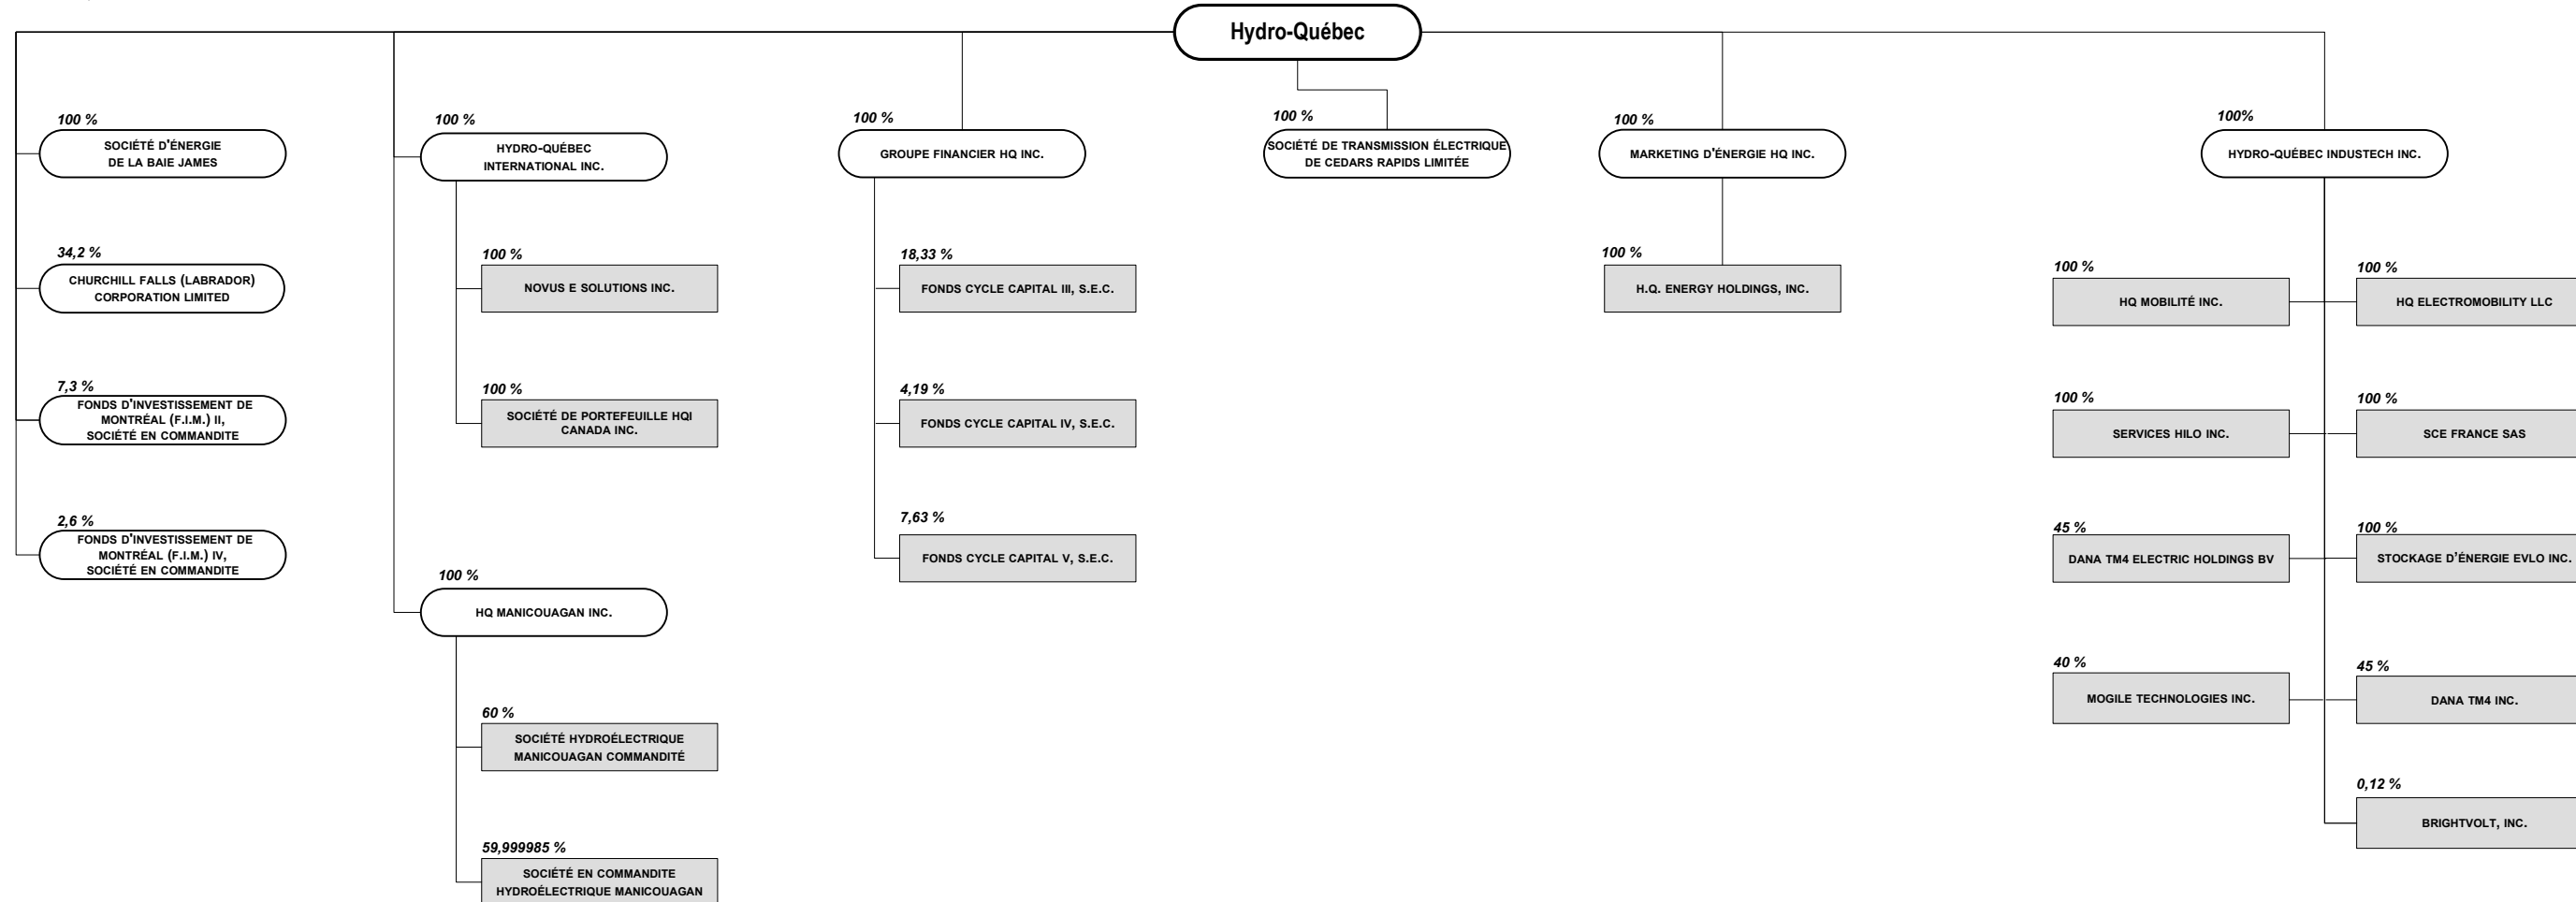 Hydro-Québec
100 %
SOCIÉTÉ D'ÉNERGIE
DE LA BAIE JAMES
34,2 %
CHURCHILL FALLS (LABRADOR)
CORPORATION LIMITED
7,3 %
FONDS D'INVESTISSEMENT DE
MONTRÉAL (F.I.M.) II,
SOCIÉTÉ EN COMMANDITE
2,6 %
FONDS D'INVESTISSEMENT DE
MONTRÉAL (F.I.M.) IV,
SOCIÉTÉ EN COMMANDITE
100 %
HYDRO-QUÉBEC
INTERNATIONAL INC.
100 %
NOVUS E SOLUTIONS INC.
100 %
SOCIÉTÉ DE PORTEFEUILLE HQI
CANADA INC.
100 %
HQ MANICOUAGAN INC.
60 %
SOCIÉTÉ HYDROÉLECTRIQUE
MANICOUAGAN COMMANDITÉ
59,999985 %
SOCIÉTÉ EN COMMANDITE
HYDROÉLECTRIQUE MANICOUAGAN
100 %
GROUPE FINANCIER HQ INC.
18,33 %
FONDS CYCLE CAPITAL III, S.E.C.
4,19 %
FONDS CYCLE CAPITAL IV, S.E.C.
7,63 %
FONDS CYCLE CAPITAL V, S.E.C.
100 %
SOCIÉTÉ DE TRANSMISSION ÉLECTRIQUE
DE CEDARS RAPIDS LIMITÉE
100 %
MARKETING D'ÉNERGIE HQ INC.
100 %
H.Q. ENERGY HOLDINGS, INC.
100%
HYDRO-QUÉBEC INDUSTECH INC.
100 %
HQ MOBILITÉ INC.
100 %
HQ ELECTROMOBILITY LLC
100 %
SERVICES HILO INC.
100 %
SCE FRANCE SAS
45 %
DANA TM4 ELECTRIC HOLDINGS BV
100 %
STOCKAGE D’ÉNERGIE EVLO INC.
40 %
MOGILE TECHNOLOGIES INC.
45 %
DANA TM4 INC.
0,12 %
BRIGHTVOLT, INC.